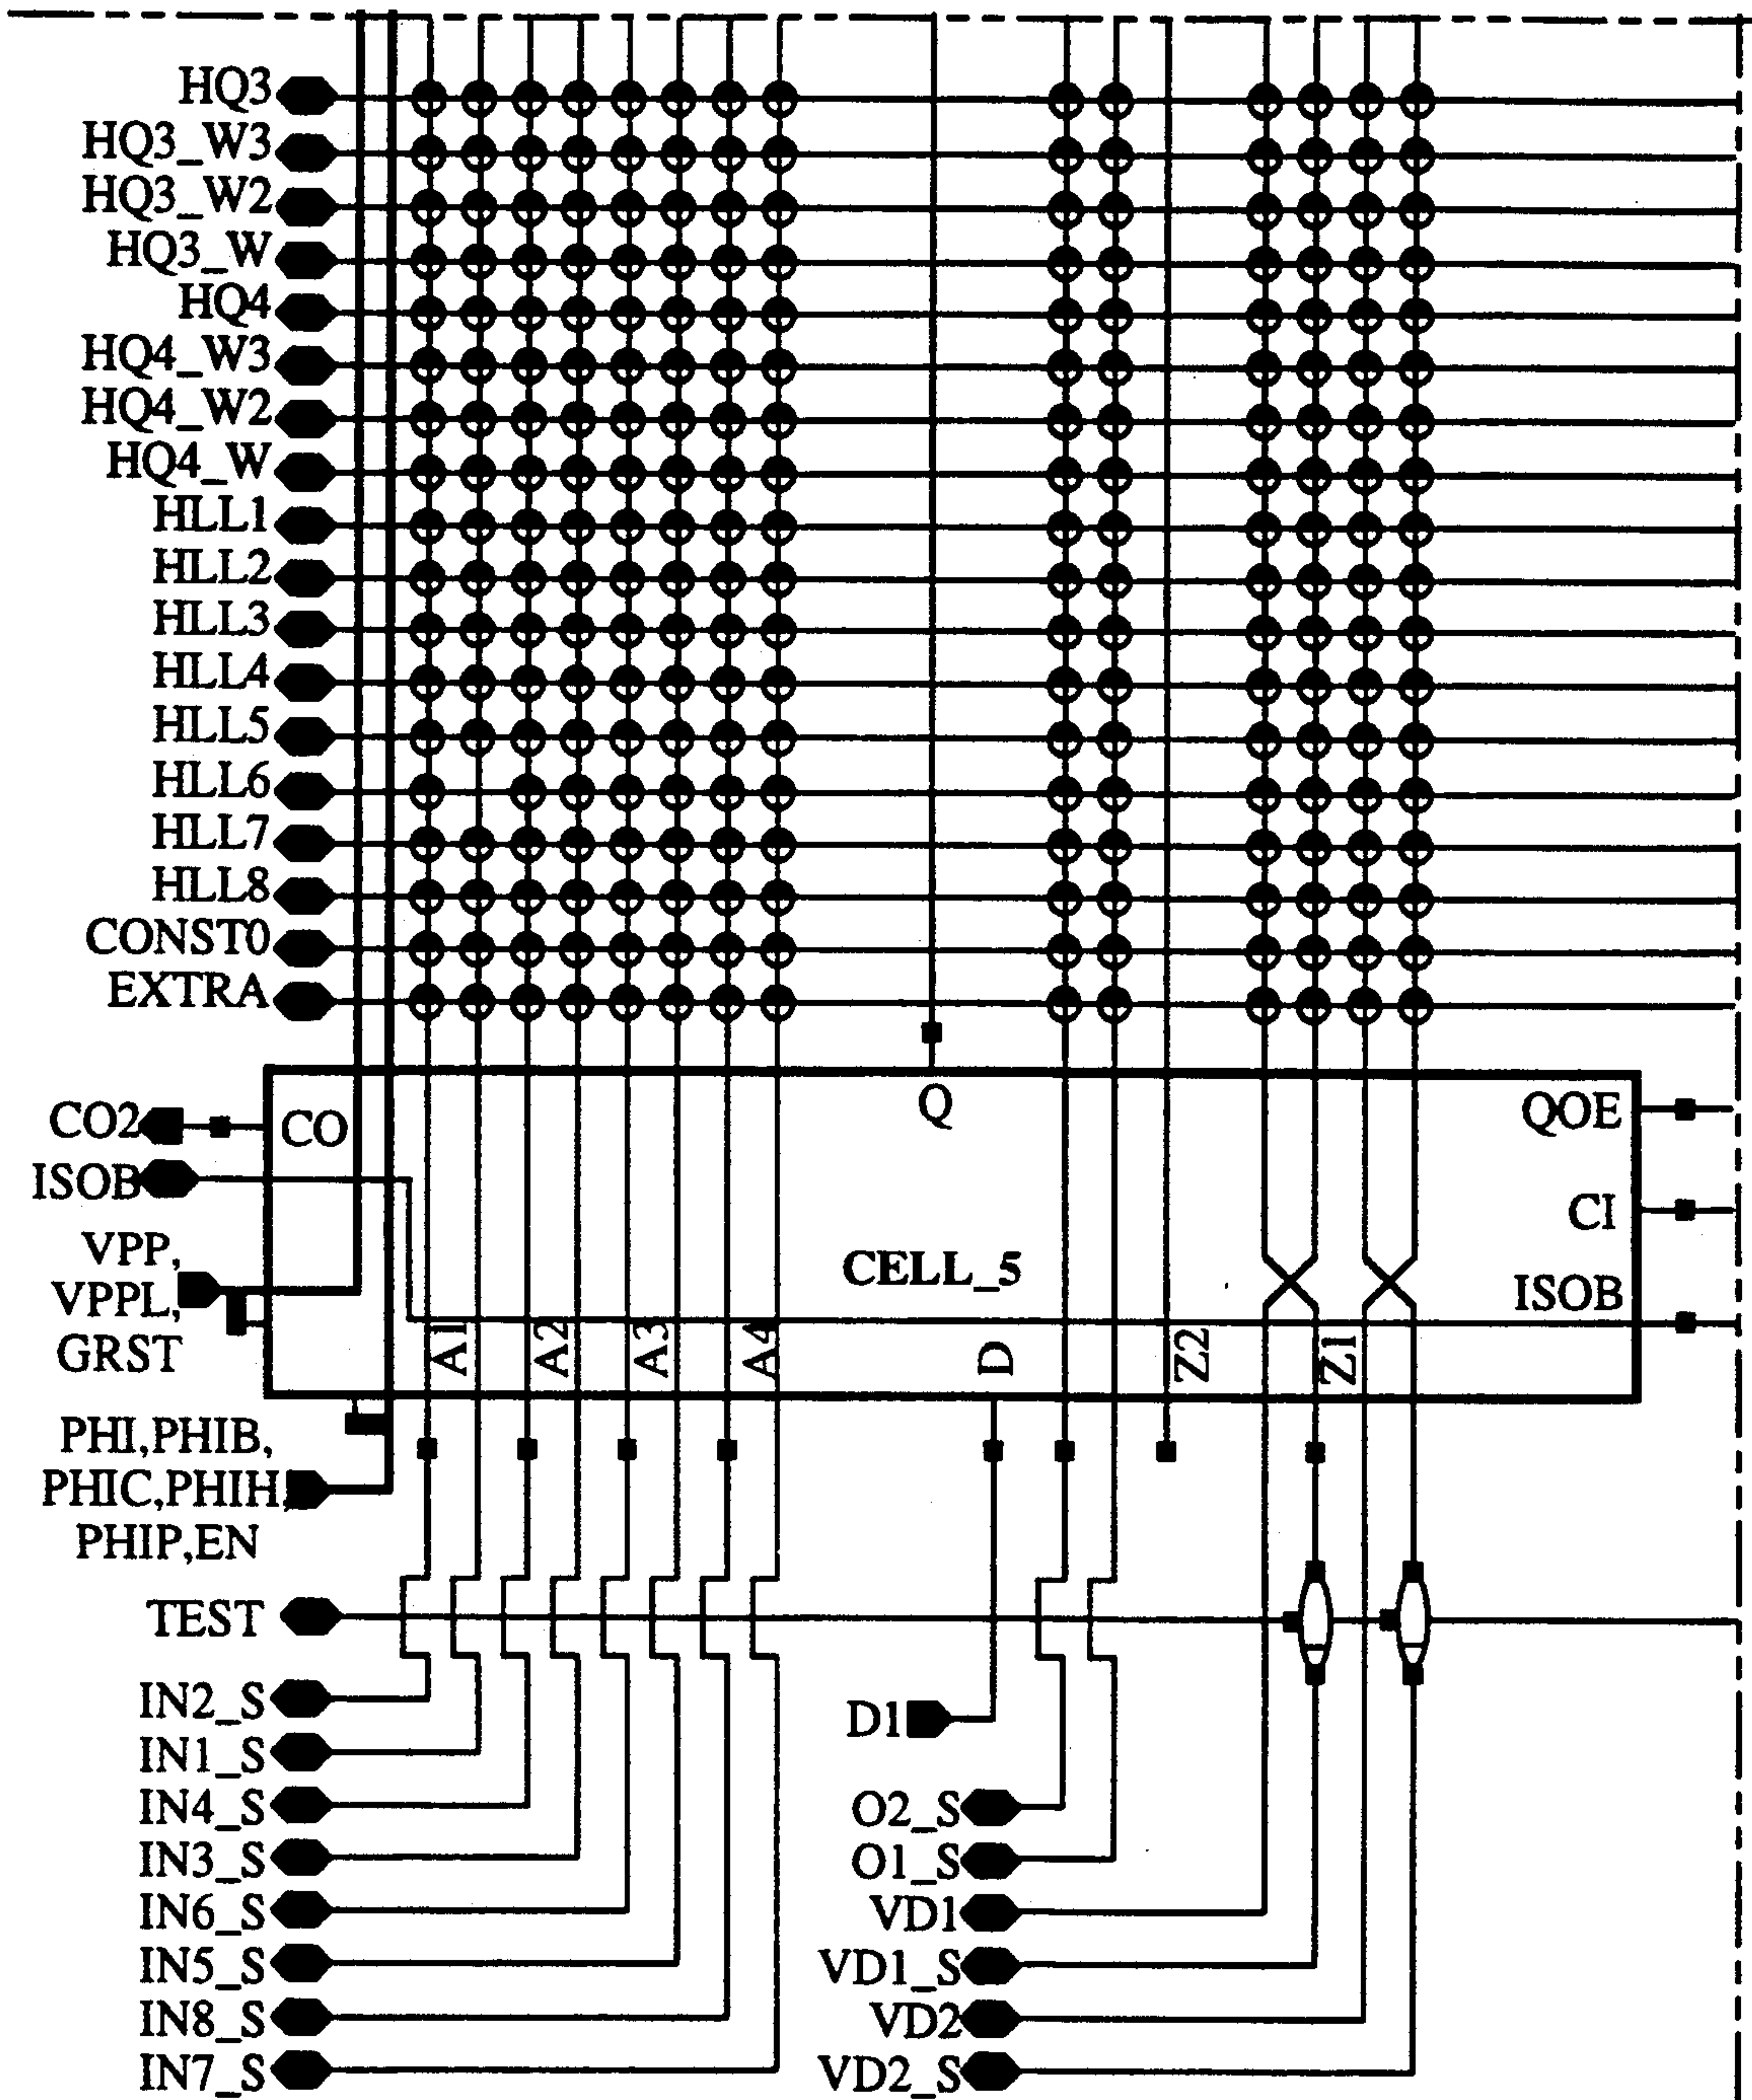 HQ3
HQ3_W3
HQ3_W2
HQ3_W
HQ4
HQ4_W3
HQ4_W2
HQ4_W
HLL1
HLL2
HLL3
HLL4
HLL5
HLL6
HLL7
HLL8
CONST0
EXTRA
Q
CO2
CO
QOE
ISOB
CI
VPP,
VPPL,
GRST
CELL_5
ISOB
A1
A2
A3
A4
D
Z2
Z1
PHI,PHIB,
PHIC,PHIH,
PHIP,EN
TEST
IN2_S
IN1_S
IN4_S
IN3_S
IN6_S
IN5_S
IN8_S
IN7_S
D1
O2_S
O1_S
VD1
VD1_S
VD2
VD2_S